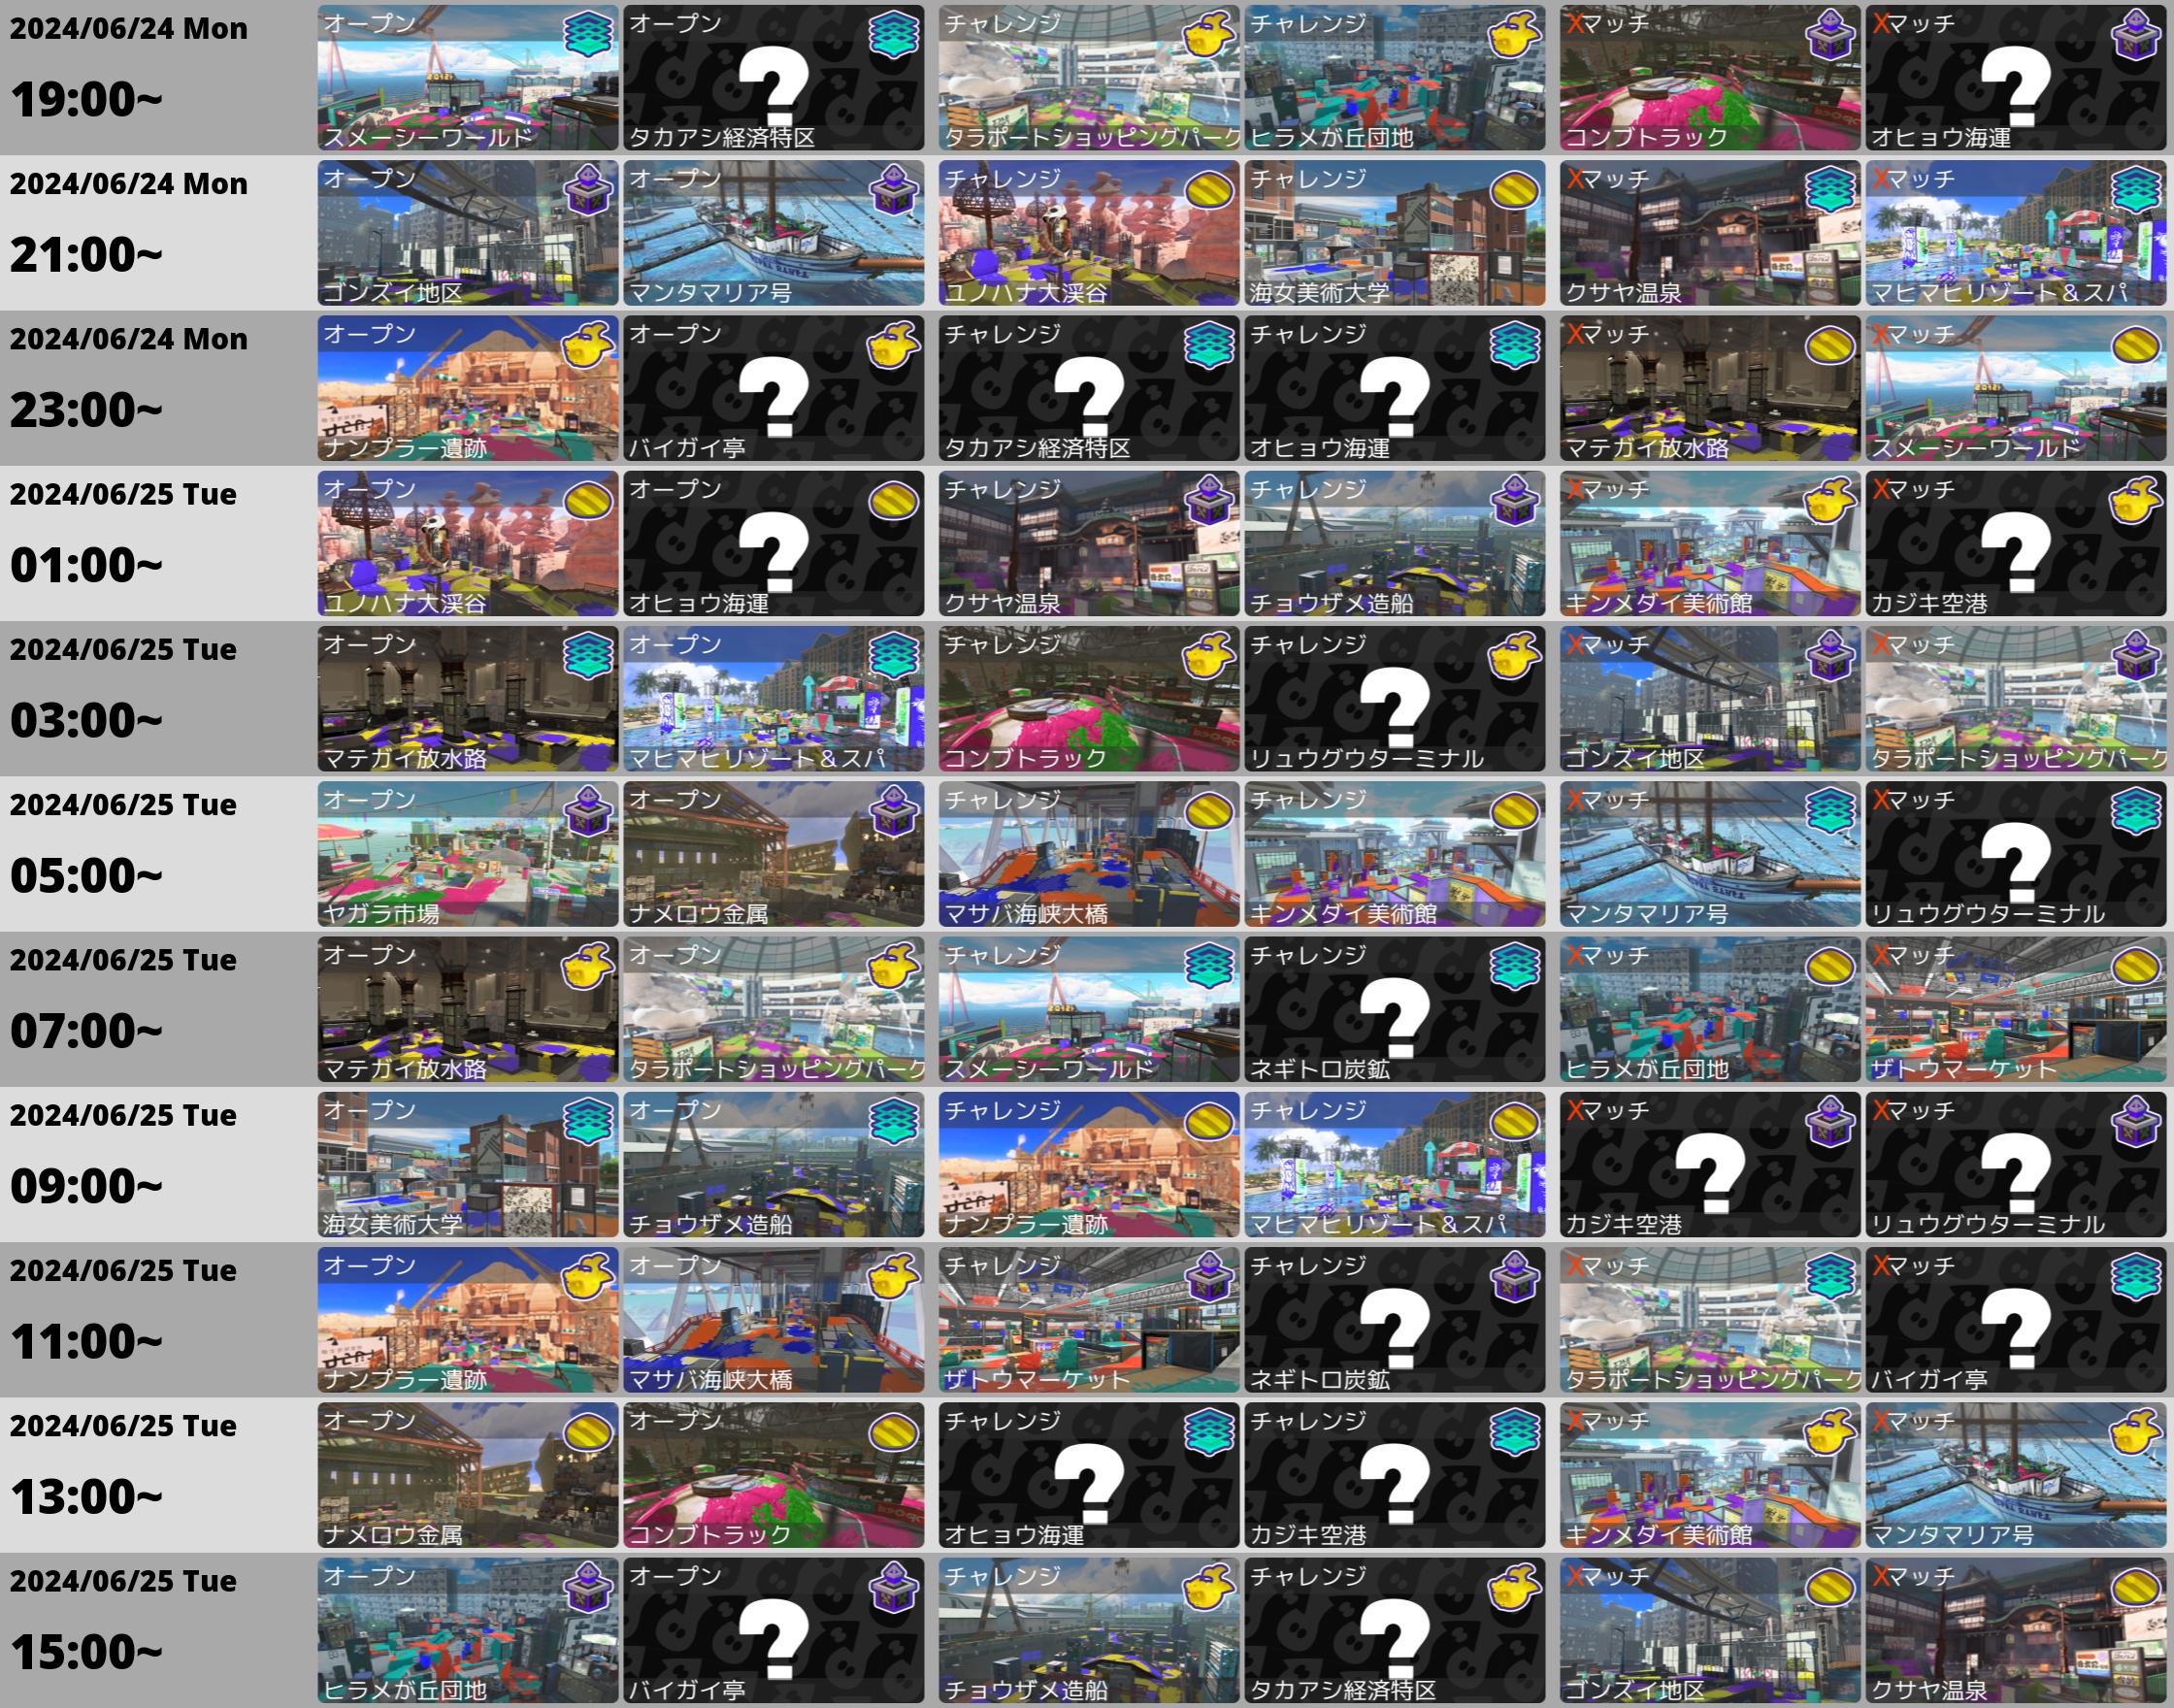 2024/06/24 Mon
19:00~
オープン
スメーシーワールド
オープン
タカアシ経済特区
チャレンジ
タラポートショッピングパーク
チャレンジ
ヒラメが丘団地
Xマッチ
コンブトラック
Xマッチ
オヒョウ海運
2024/06/24 Mon
21:00~
オープン
ゴンズイ地区
オープン
マンタマリア号
チャレンジ
ユノハナ大渓谷
チャレンジ
海女美術大学
Xマッチ
クサヤ温泉
Xマッチ
マヒマヒリゾート&スパ
2024/06/24 Mon
23:00~
オープン
ナンプラー遺跡
オープン
バイガイ亭
チャレンジ
タカアシ経済特区
チャレンジ
オヒョウ海運
Xマッチ
マテガイ放水路
Xマッチ
スメーシーワールド
2024/06/25 Tue
01:00~
オープン
ユノハナ大渓谷
オープン
オヒョウ海運
チャレンジ
クサヤ温泉
チャレンジ
チョウザメ造船
Xマッチ
キンメダイ美術館
Xマッチ
カジキ空港
2024/06/25 Tue
03:00~
オープン
マテガイ放水路
オープン
マヒマヒリゾート&スパ
チャレンジ
コンブトラック
チャレンジ
リュウグウターミナル
Xマッチ
ゴンズイ地区
Xマッチ
タラポートショッピングパーク
2024/06/25 Tue
05:00~
オープン
ヤガラ市場
オープン
ナメロウ金属
チャレンジ
マサバ海峡大橋
チャレンジ
キンメダイ美術館
Xマッチ
マンタマリア号
Xマッチ
リュウグウターミナル
2024/06/25 Tue
07:00~
オープン
マテガイ放水路
オープン
タラポートショッピングパーク
チャレンジ
スメーシーワールド
チャレンジ
ネギトロ炭鉱
Xマッチ
ヒラメが丘団地
Xマッチ
ザトウマーケット
2024/06/25 Tue
09:00~
オープン
海女美術大学
オープン
チョウザメ造船
チャレンジ
ナンプラー遺跡
チャレンジ
マヒマヒリゾート&スパ
Xマッチ
カジキ空港
Xマッチ
リュウグウターミナル
2024/06/25 Tue
11:00~
オープン
ナンプラー遺跡
オープン
マサバ海峡大橋
チャレンジ
ザトウマーケット
チャレンジ
ネギトロ炭鉱
Xマッチ
タラポートショッピングパーク
Xマッチ
バイガイ亭
2024/06/25 Tue
13:00~
オープン
ナメロウ金属
オープン
コンブトラック
チャレンジ
オヒョウ海運
チャレンジ
カジキ空港
Xマッチ
キンメダイ美術館
Xマッチ
マンタマリア号
2024/06/25 Tue
15:00~
オープン
ヒラメが丘団地
オープン
バイガイ亭
チャレンジ
チョウザメ造船
チャレンジ
タカアシ経済特区
Xマッチ
ゴンズイ地区
Xマッチ
クサヤ温泉